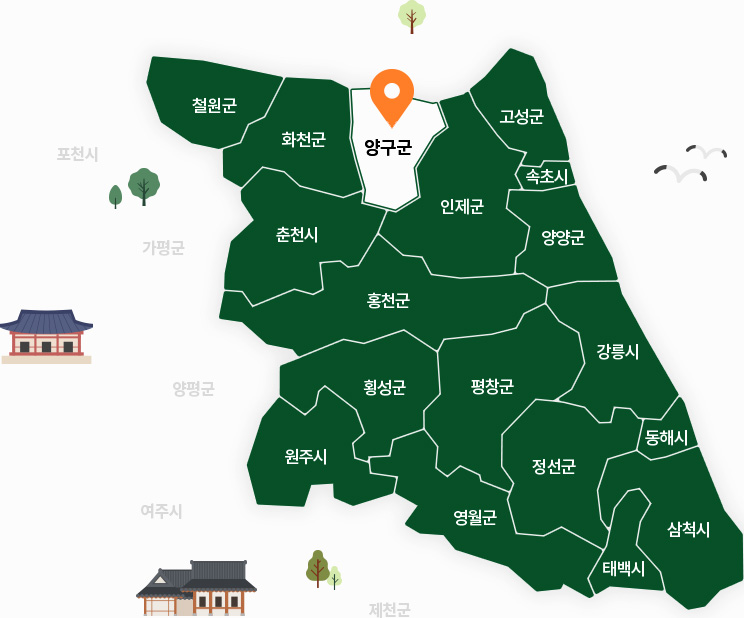 철원군
고성군
화천군
양구군
포천시
속초시
인제군
춘천시
양양군
가평군
홍천군
강릉시
횡성군
평창군
양평군
동해시
원주시
정선군
여주시
영월군
삼척시
태백시
제천군